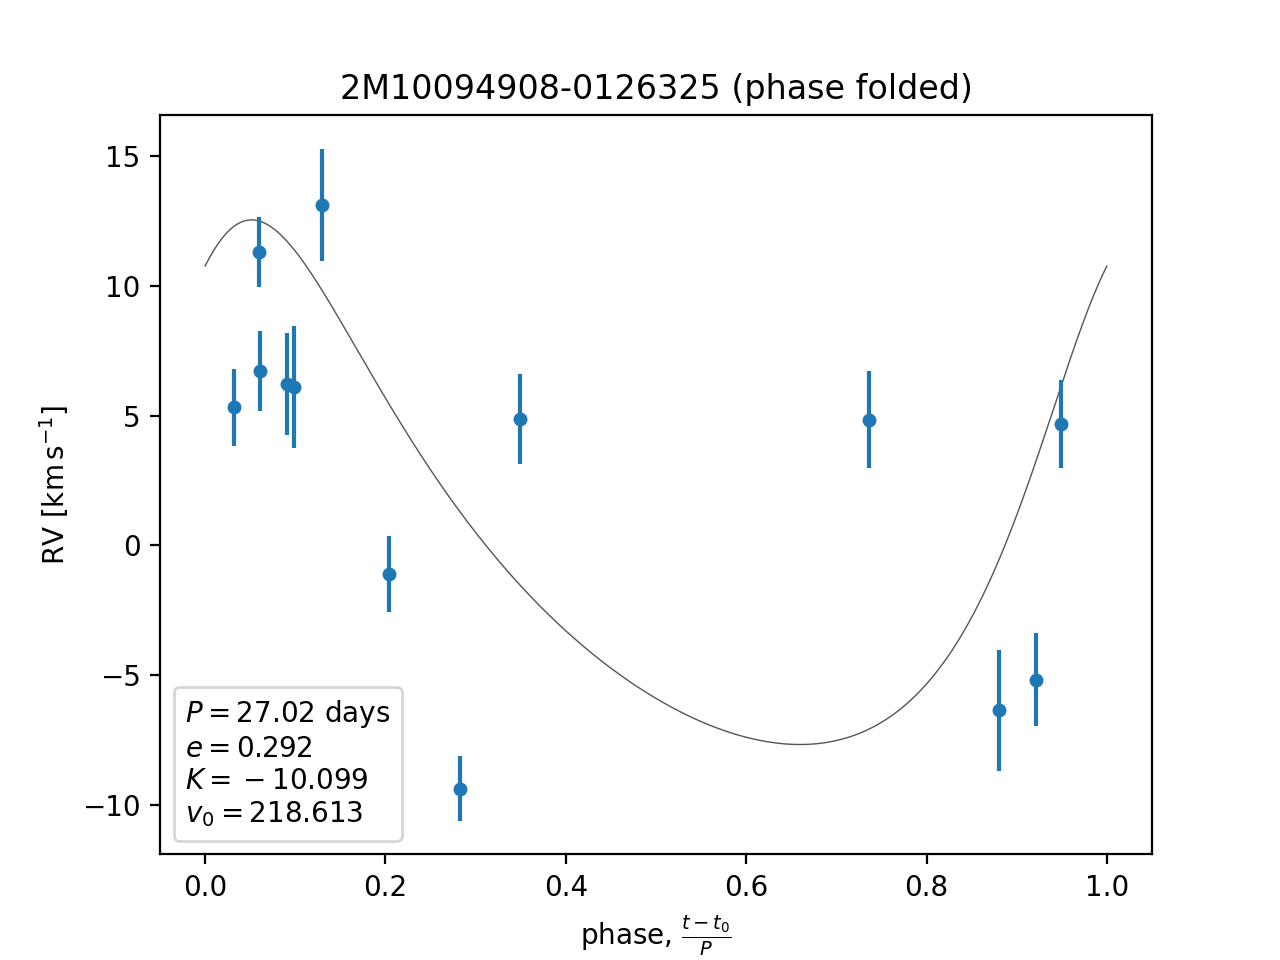 2M10094908-0126325 (phase folded)
RV [km s⁻¹]
15
10
5
0
−5
−10
P = 27.02 days
e = 0.292
K = −10.099
v₀ = 218.613
0.0 0.2 0.4 0.6 0.8 1.0
phase, (t − t₀)/P